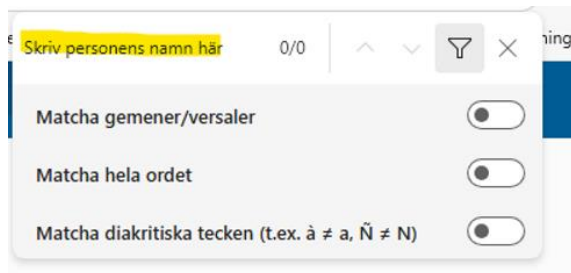 Skriv personens namn här 0/0
Matcha gemener/versaler
Matcha hela ordet
Matcha diakritiska tecken (t.ex. à ≠ a, Ñ ≠ N)